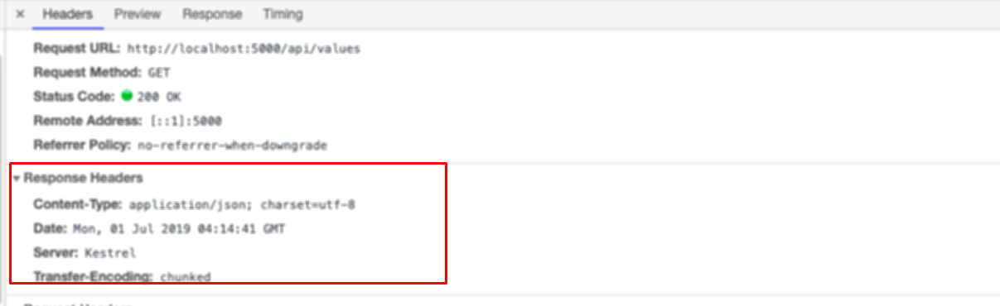 × Headers Preview Response Timing
Request URL: http://localhost:5000/api/values
Request Method: GET
Status Code: 200 OK
Remote Address: [::1]:5000
Referrer Policy: no-referrer-when-downgrade
Response Headers
Content-Type: application/json; charset=utf-8
Date: Mon, 01 Jul 2019 04:14:41 GMT
Server: Kestrel
Transfer-Encoding: chunked